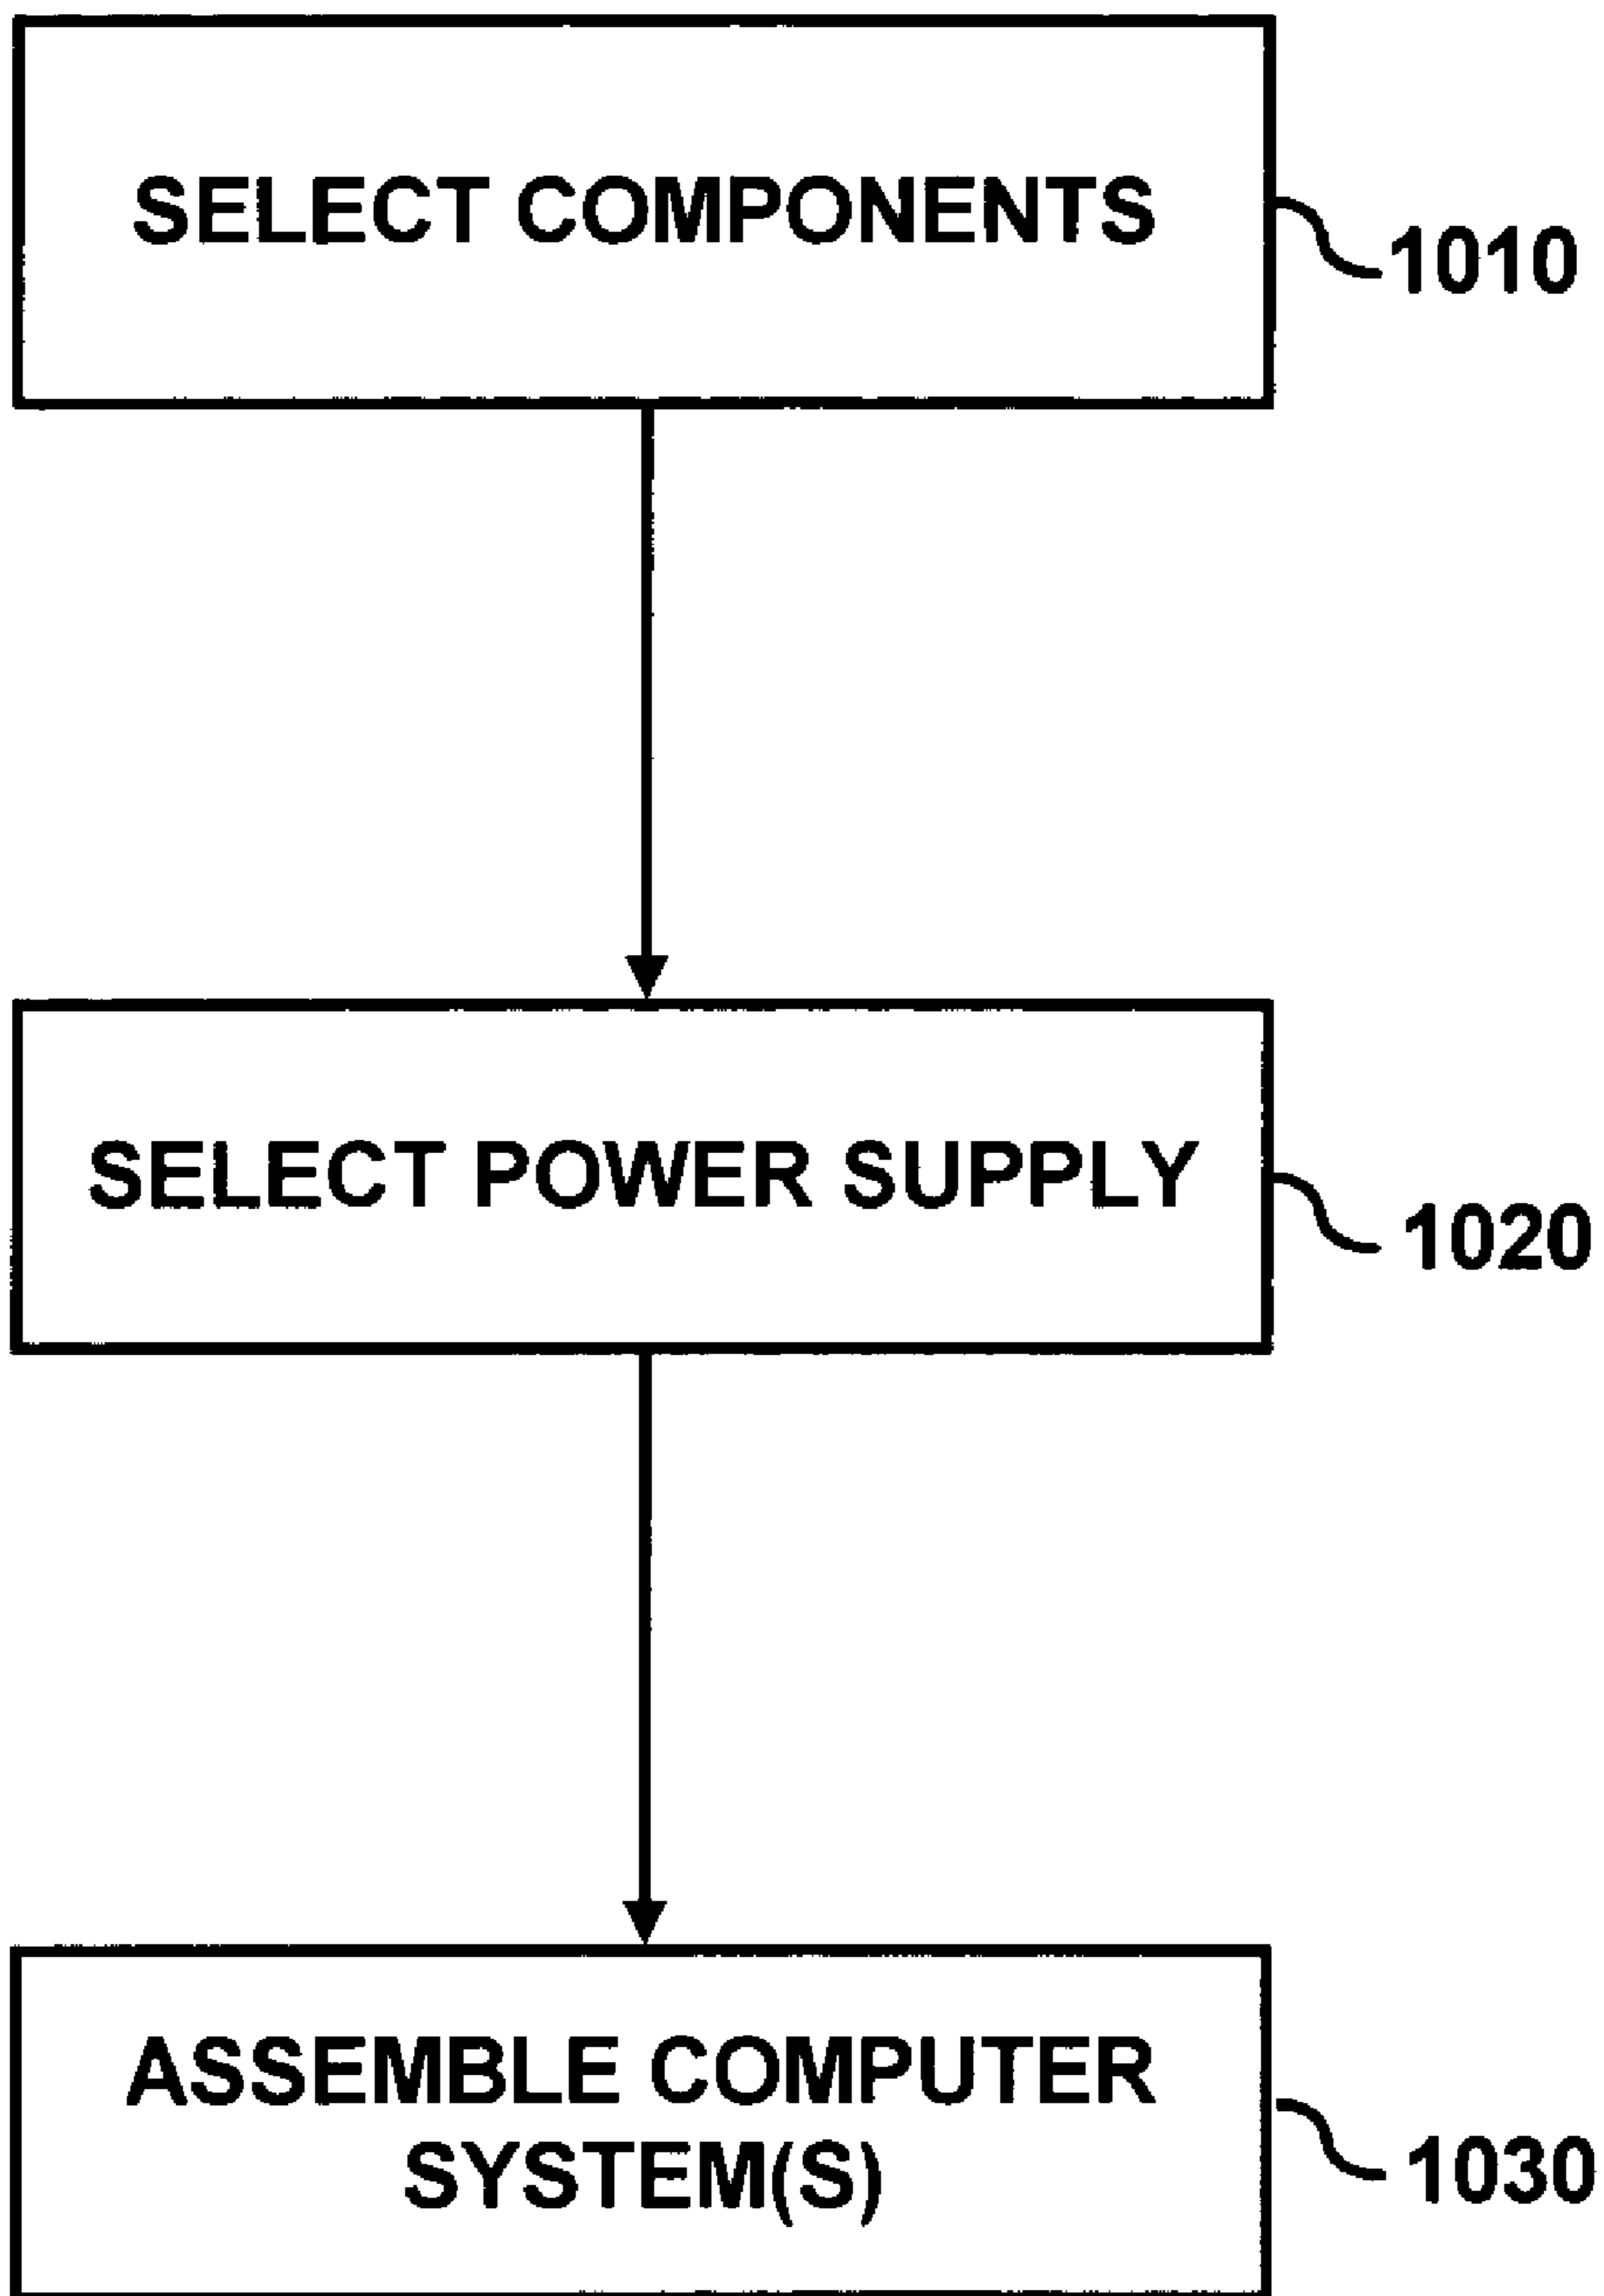 SELECT COMPONENTS
1010
SELECT POWER SUPPLY
1020
ASSEMBLE COMPUTER
SYSTEM(S)
1030